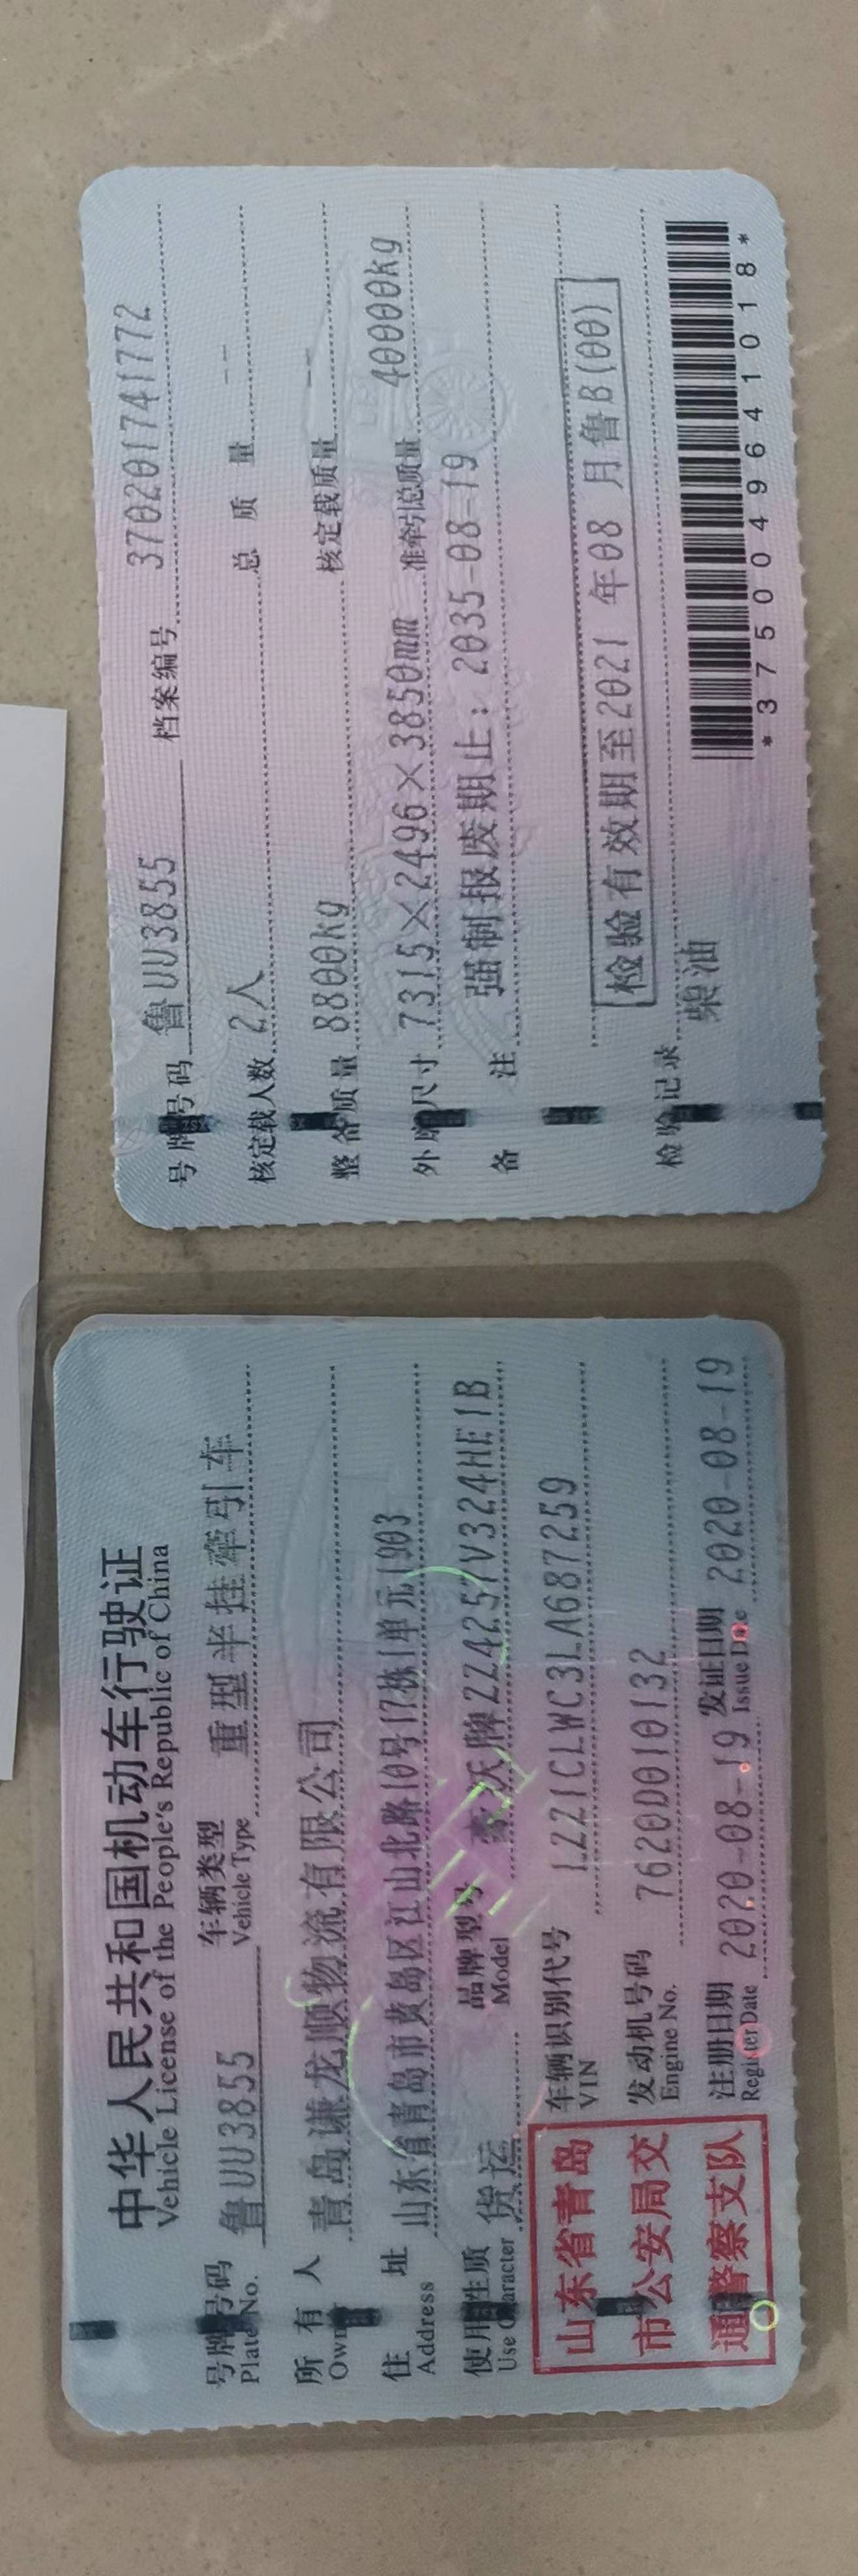 中华人民共和国机动车行驶证
Vehicle License of the People's Republic of China
号牌号码 鲁UU3855 车辆类型 重型半挂牵引车
Plate No. Vehicle Type
所有人 青岛谦龙顺物流有限公司
Owner
住址 山东省青岛市黄岛区江山北路10号17栋1单元1903
Address
使用性质 货运 品牌型号 豪沃牌ZZ4257V324HE1B
Use Character Model
山东省青岛
市公安局交
通警察支队
车辆识别代号 LZZ1CLWC3LA687259
VIN
发动机号码 7620D010132
Engine No.
注册日期 2020-08-19 发证日期 2020-08-19
Register Date Issue Date
号牌号码 鲁UU3855 档案编号 370201741772
核定载人数 2人 总质量 --
整备质量 8800kg 核定载质量 --
外廓尺寸 7315×2496×3850mm 准牵引总质量 40000kg
备注 强制报废期止：2035-08-19
检验有效期至2021年08月鲁B(00)
检验记录
柴油
*3750049641018*